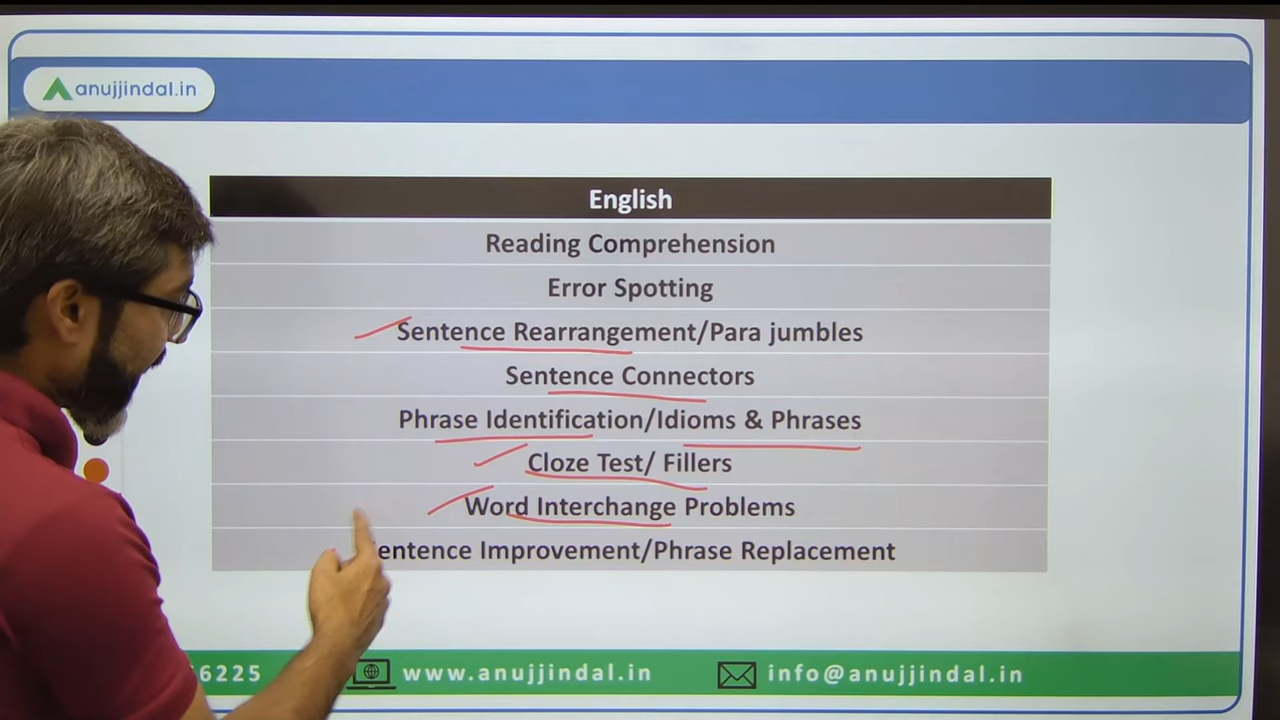 anujjindal.in
English
Reading Comprehension
Error Spotting
Sentence Rearrangement/Para jumbles
Sentence Connectors
Phrase Identification/Idioms & Phrases
Cloze Test/ Fillers
Word Interchange Problems
entence Improvement/Phrase Replacement
6225 www.anujjindal.in info@anujjindal.in